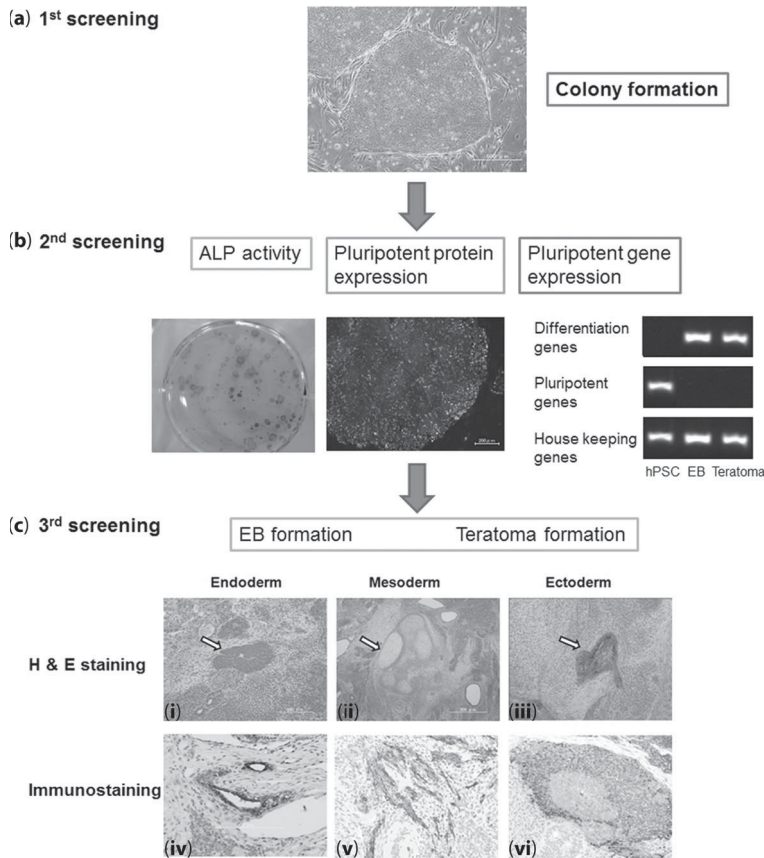 (a) 1st screening
Colony formation
(b) 2nd screening
ALP activity
Pluripotent protein
expression
Pluripotent gene
expression
Differentiation
genes
Pluripotent
genes
House keeping
genes
hPSC EB Teratoma
(c) 3rd screening
EB formation Teratoma formation
Endoderm Mesoderm Ectoderm
H & E staining
(i) (ii) (iii)
Immunostaining
(iv) (v) (vi)